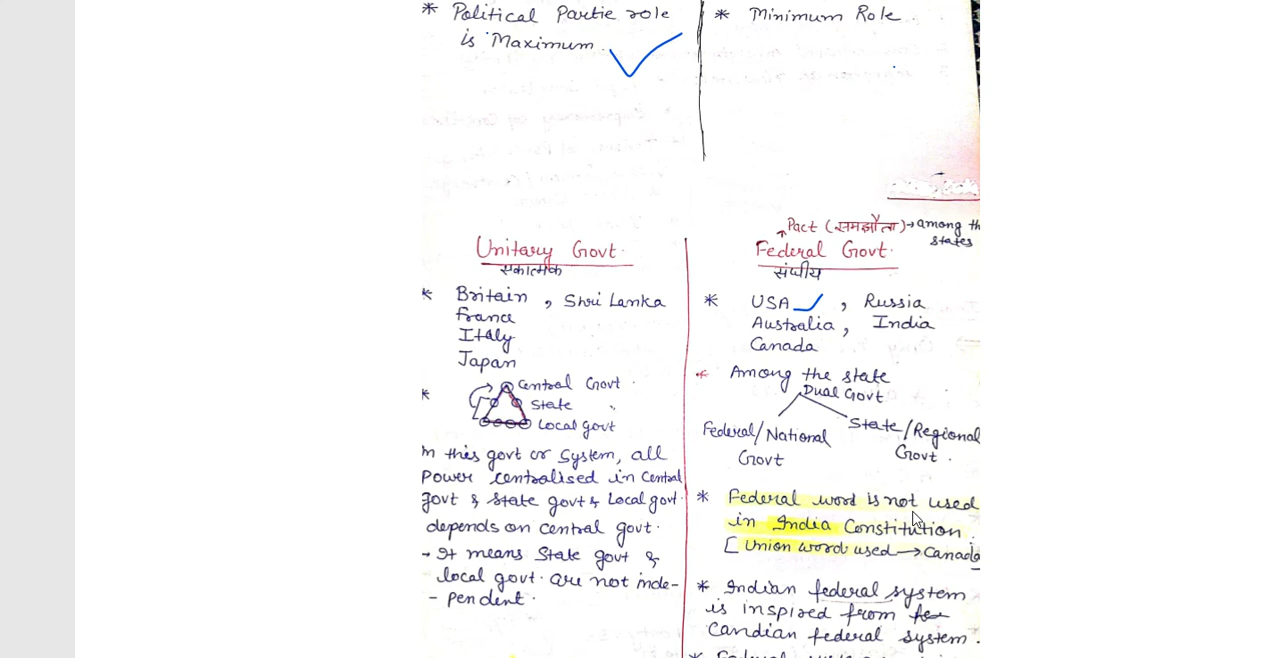 * Political Partie role
is Maximum
* Minimum Role
Unitary Govt.
एकात्मक
* Britain , Shri Lanka
France
Italy
Japan
* Central Govt.
State
Local govt
In this govt or system, all
power centralised in Central
govt & state govt & Local govt.
depends on central govt.
→ It means State govt &
local govt. are not inde-
- pendent.
Pact (समझौता) → among th
states
Federal Govt.
संघीय
* USA , Russia
Australia , India
Canada
* Among the state
Dual Govt
Federal/National
Govt
State/Regional
Govt.
* Federal word is not used
in India Constitution.
[ Union word used → Canada
* Indian federal system
is inspired from
Candian federal system.